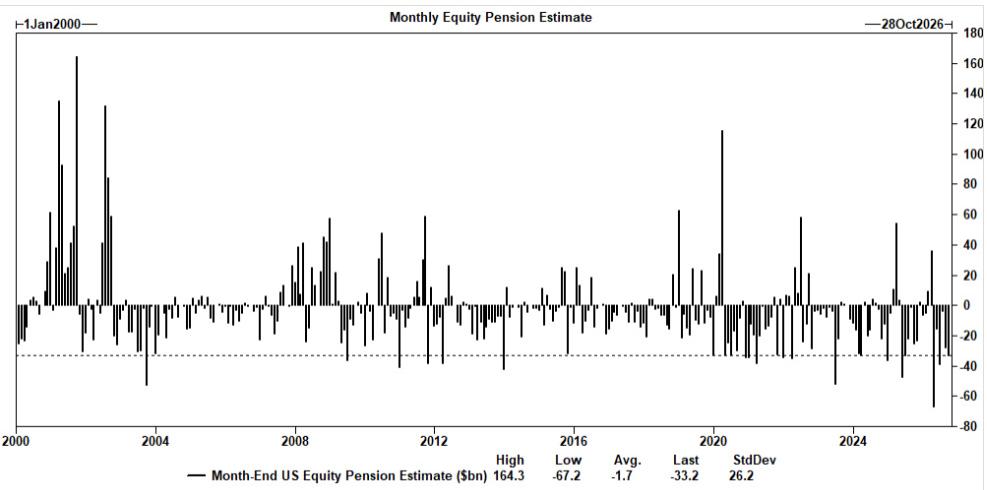 Monthly Equity Pension Estimate
1Jan2000
28Oct2026
180
160
140
120
100
80
60
40
20
0
-20
-40
-60
-80
2000 2004 2008 2012 2016 2020 2024
High Low Avg. Last StdDev
Month-End US Equity Pension Estimate ($bn) 164.3 -67.2 -1.7 -33.2 26.2